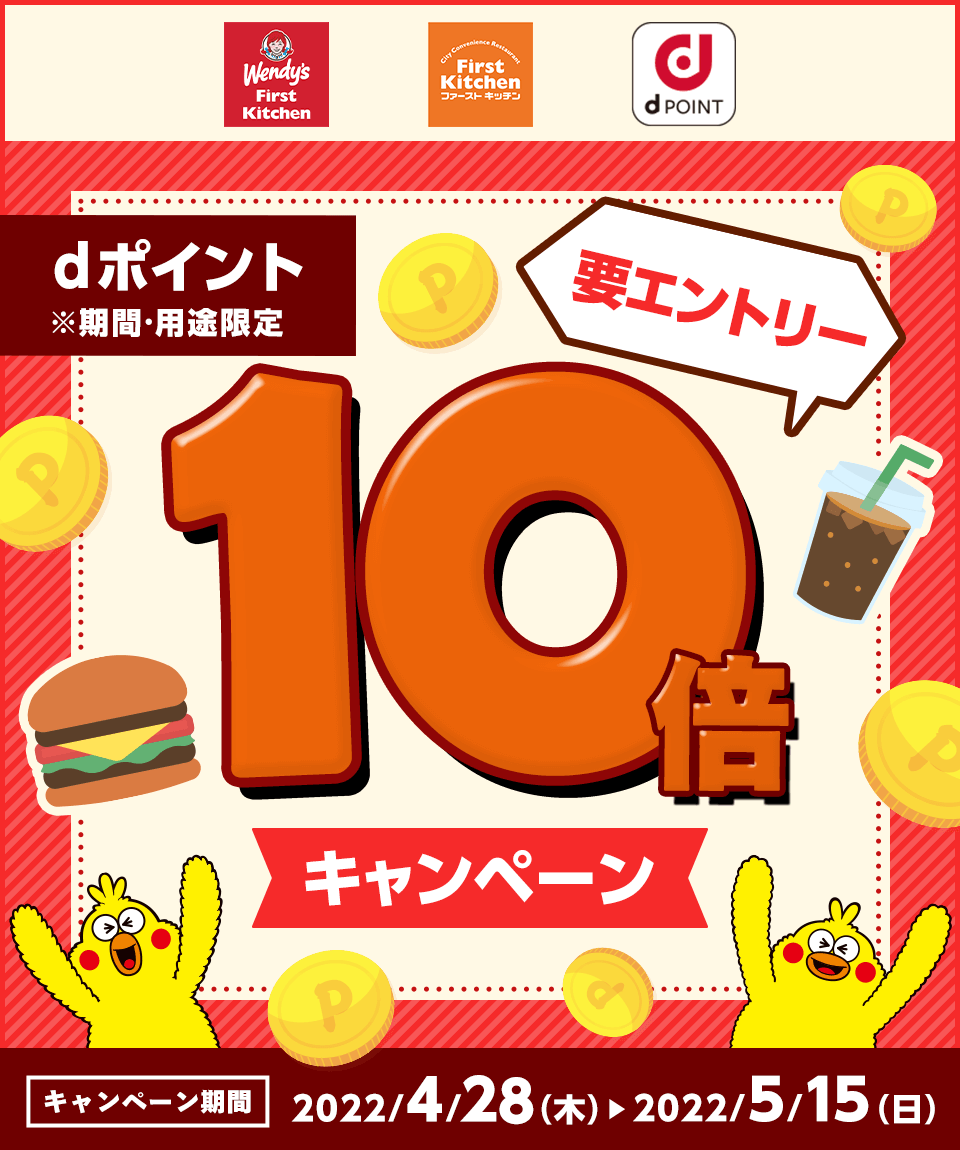 Wendy's
First
Kitchen
City Convenience Restaurant
First
Kitchen
ファースト キッチン
d POINT
dポイント
※期間・用途限定
要エントリー
10倍
キャンペーン
キャンペーン期間
2022/4/28(木)▶2022/5/15(日)